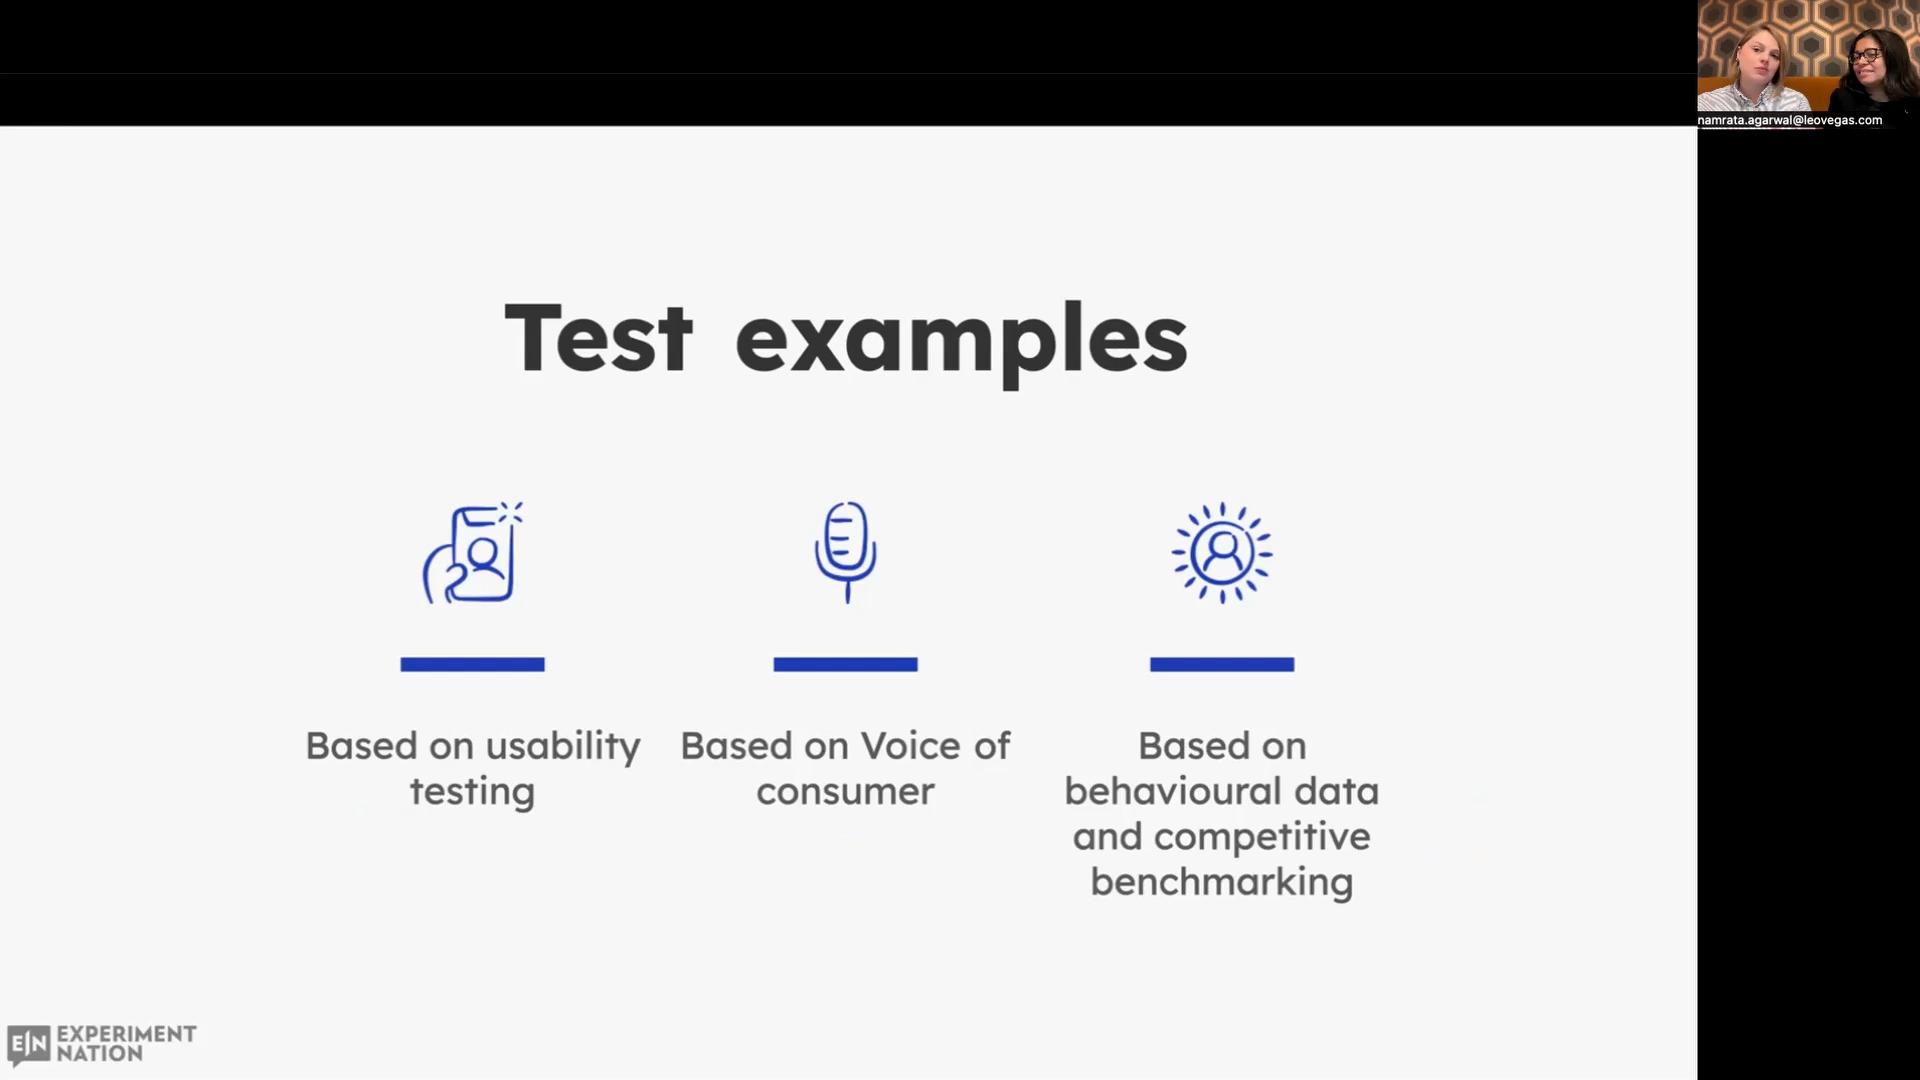 namrata.agarwal@leovegas.com
Test examples
Based on usability
testing
Based on Voice of
consumer
Based on
behavioural data
and competitive
benchmarking
E|N EXPERIMENT
NATION